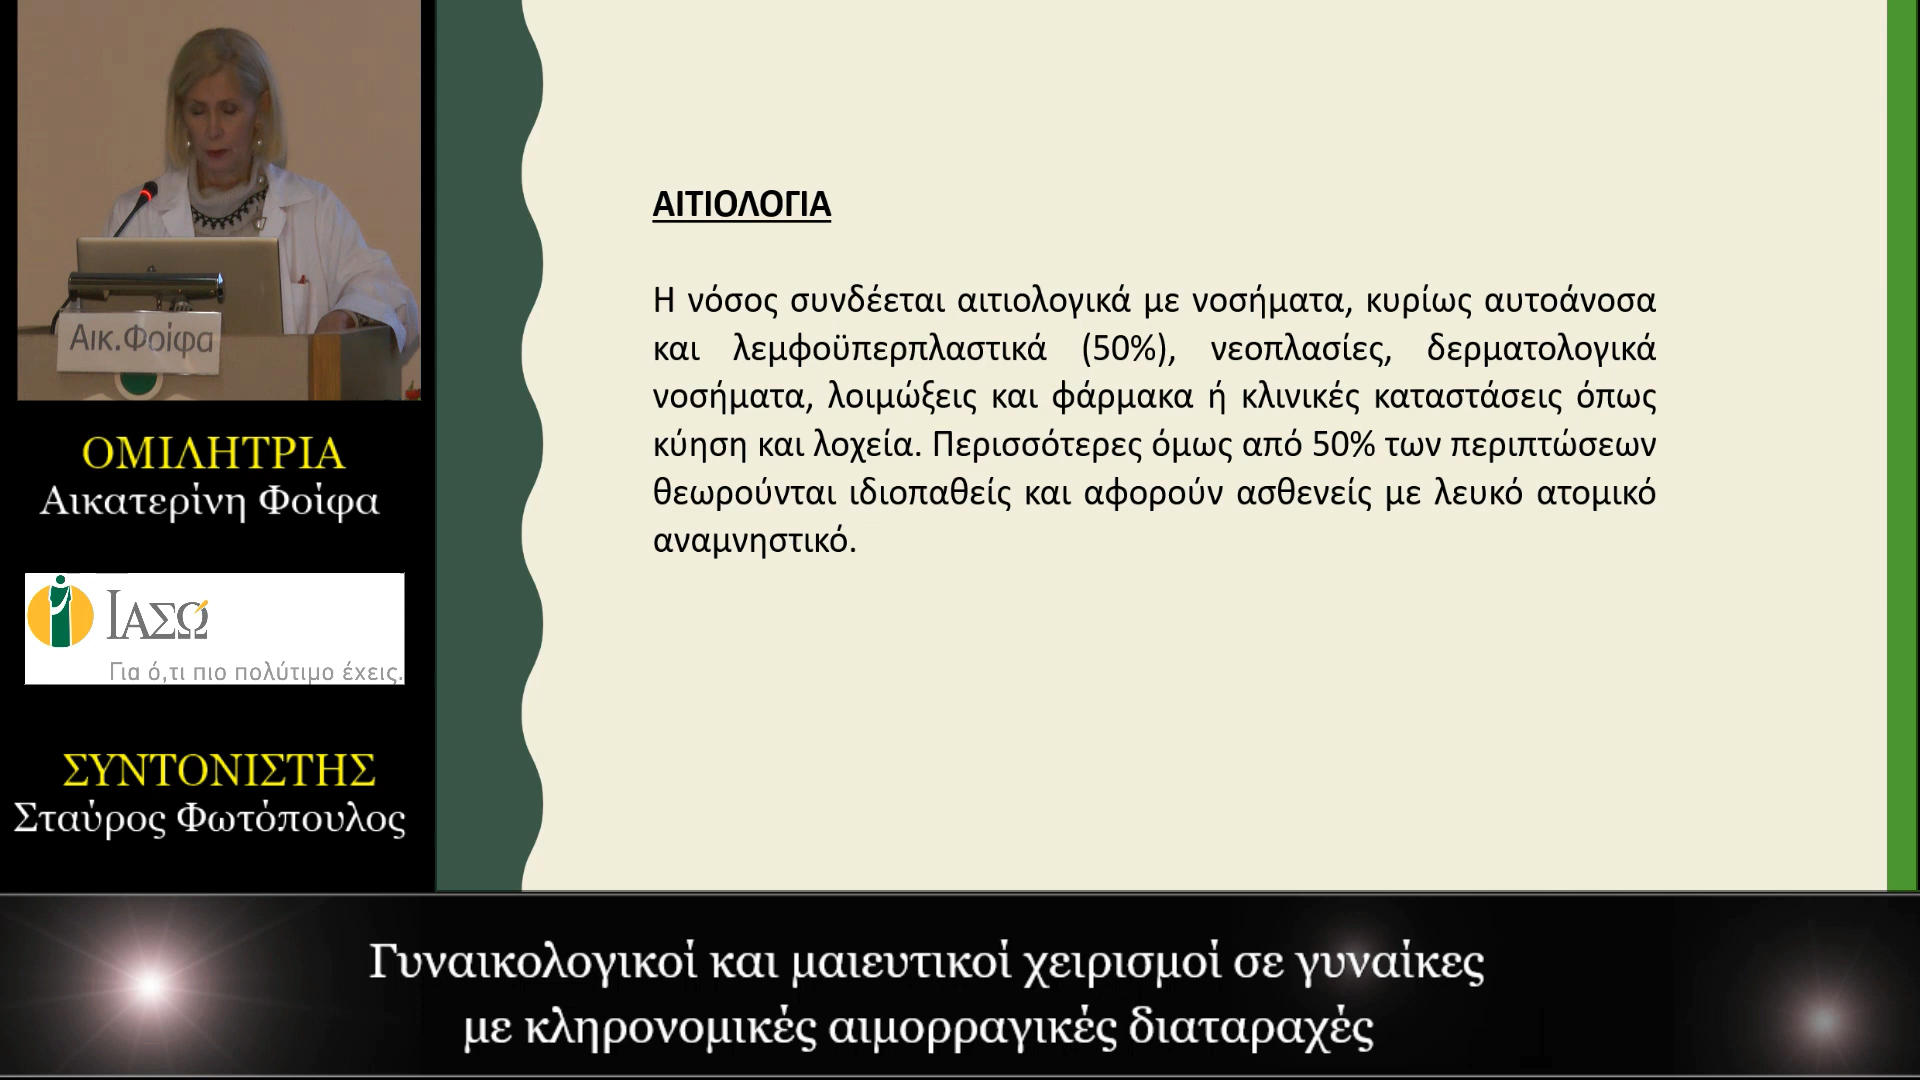 Αικ.Φοίφα
ΟΜΙΛΗΤΡΙΑ
Αικατερίνη Φοίφα
ΙΑΣΩ
Για ό,τι πιο πολύτιμο έχεις.
ΣΥΝΤΟΝΙΣΤΗΣ
Σταύρος Φωτόπουλος
ΑΙΤΙΟΛΟΓΙΑ
Η νόσος συνδέεται αιτιολογικά με νοσήματα, κυρίως αυτοάνοσα
και λεμφοϋπερπλαστικά (50%), νεοπλασίες, δερματολογικά
νοσήματα, λοιμώξεις και φάρμακα ή κλινικές καταστάσεις όπως
κύηση και λοχεία. Περισσότερες όμως από 50% των περιπτώσεων
θεωρούνται ιδιοπαθείς και αφορούν ασθενείς με λευκό ατομικό
αναμνηστικό.
Γυναικολογικοί και μαιευτικοί χειρισμοί σε γυναίκες
με κληρονομικές αιμορραγικές διαταραχές